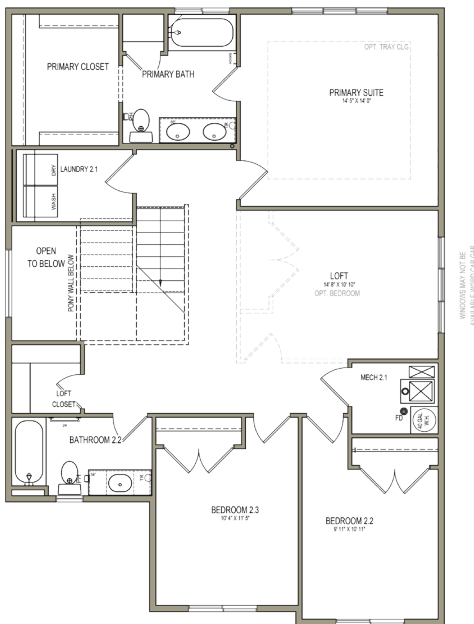 OPT. TRAY CLG.
PRIMARY CLOSET
PRIMARY BATH
PRIMARY SUITE
14' 5" X 14' 0"
LAUNDRY 2.1
DRY
WASH
OPEN
TO BELOW
PONY WALL BELOW
LOFT
14' 8" X 10' 10"
OPT. BEDROOM
WINDOWS MAY NOT BE
MECH 2.1
LOFT
CLOSET
FD
40 GAL
W.H.
BATHROOM 2.2
BEDROOM 2.3
10' 4" X 11' 5"
BEDROOM 2.2
9' 11" X 10' 11"